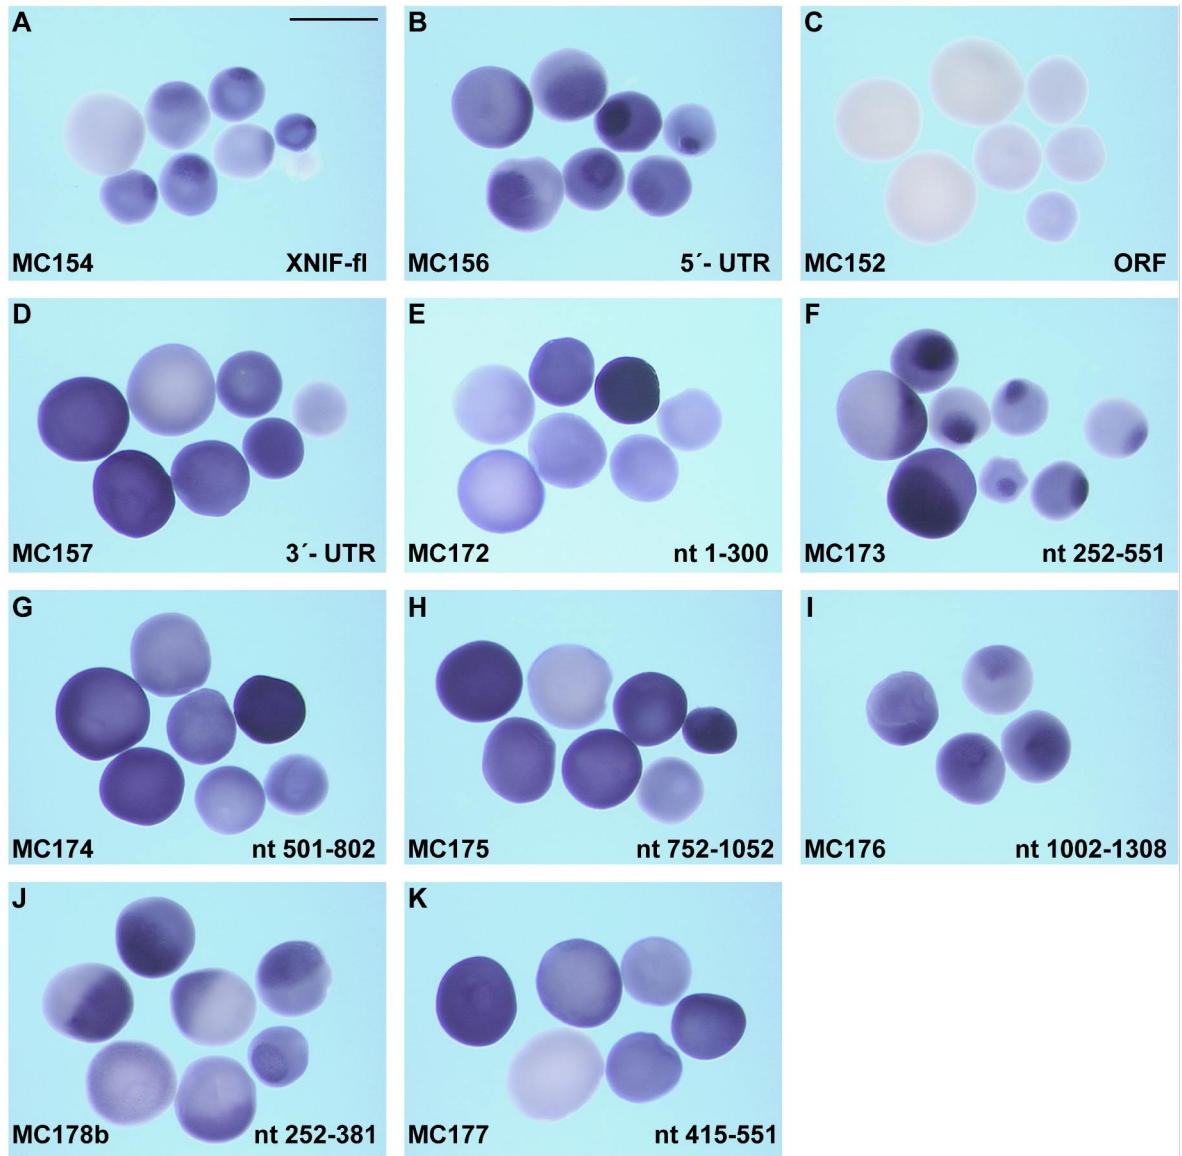 A
MC154 XNIF-fl
B
MC156 5´- UTR
C
MC152 ORF
D
MC157 3´- UTR
E
MC172 nt 1-300
F
MC173 nt 252-551
G
MC174 nt 501-802
H
MC175 nt 752-1052
I
MC176 nt 1002-1308
J
MC178b nt 252-381
K
MC177 nt 415-551